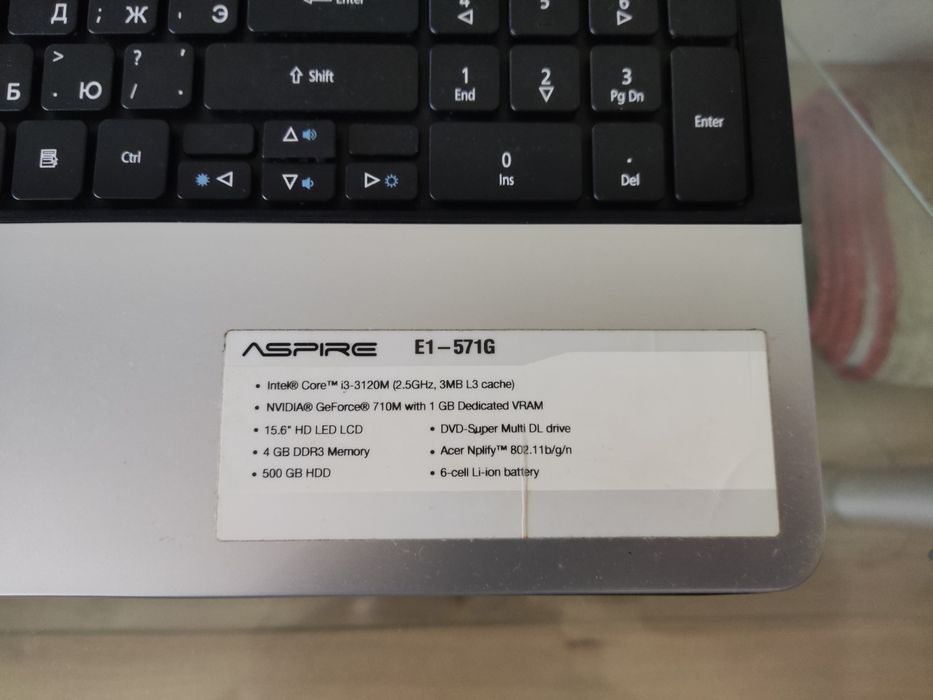 Enter 4 5 6
Д ; Ж ' Э
Б > . Ю ? / ' . Shift 1 End 2 3 Pg Dn
Enter
Ctrl 0 Ins . Del
ASPIRE E1-571G
• Intel® Core™ i3-3120M (2.5GHz, 3MB L3 cache)
• NVIDIA® GeForce® 710M with 1 GB Dedicated VRAM
• 15.6" HD LED LCD • DVD-Super Multi DL drive
• 4 GB DDR3 Memory • Acer Nplify™ 802.11b/g/n
• 500 GB HDD • 6-cell Li-ion battery